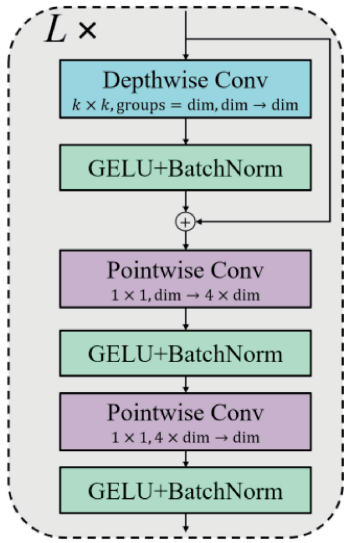 L ×
Depthwise Conv
k × k, groups = dim, dim → dim
GELU+BatchNorm
+
Pointwise Conv
1 × 1, dim → 4 × dim
GELU+BatchNorm
Pointwise Conv
1 × 1, 4 × dim → dim
GELU+BatchNorm